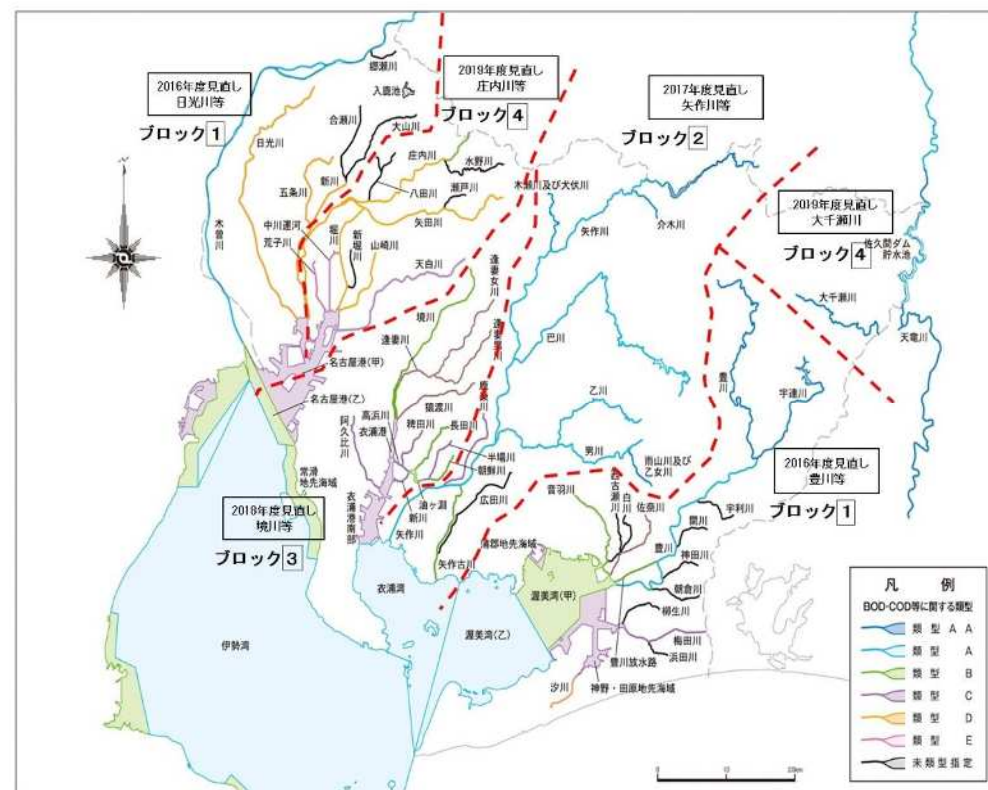 郷瀬川
入鹿池
2016年度見直し
日光川等
ブロック1
2019年度見直し
庄内川等
ブロック4
2017年度見直し
矢作川等
ブロック2
合瀬川
大山川
日光川
庄内川
水野川
新川
五条川
八田川
瀬戸川
木瀬川及び犬伏川
2019年度見直し
大千瀬川
ブロック4
佐久間ダム
貯水池
木曽川
中川運河
荒子川
堀川
新堀川
山崎川
矢田川
矢作川
介木川
天白川
逢妻女川
大千瀬川
天竜川
境川
逢妻川
逢妻男川
巴川
豊川
宇連川
名古屋港(甲)
名古屋港(乙)
猿渡川
鹿乗川
乙川
高浜川
衣浦港
稗田川
長田川
阿久比川
半場川
朝鮮川
男川
雨山川及び
乙女川
2016年度見直し
豊川等
ブロック1
常滑
地先海域
油ヶ淵
広田川
音羽川
西古瀬川
白川
佐奈川
宇利川
間川
2018年度見直し
境川等
ブロック3
衣浦港南部
新川
矢作川
矢作古川
蒲郡地先海域
豊川
神田川
朝倉川
衣浦湾
渥美湾(甲)
柳生川
伊勢湾
渥美湾(乙)
梅田川
浜田川
豊川放水路
汐川
神野・田原地先海域
凡 例
BOD・COD等に関する類型
類型 A A
類型 A
類型 B
類型 C
類型 D
類型 E
未類型指定
0 10 20km